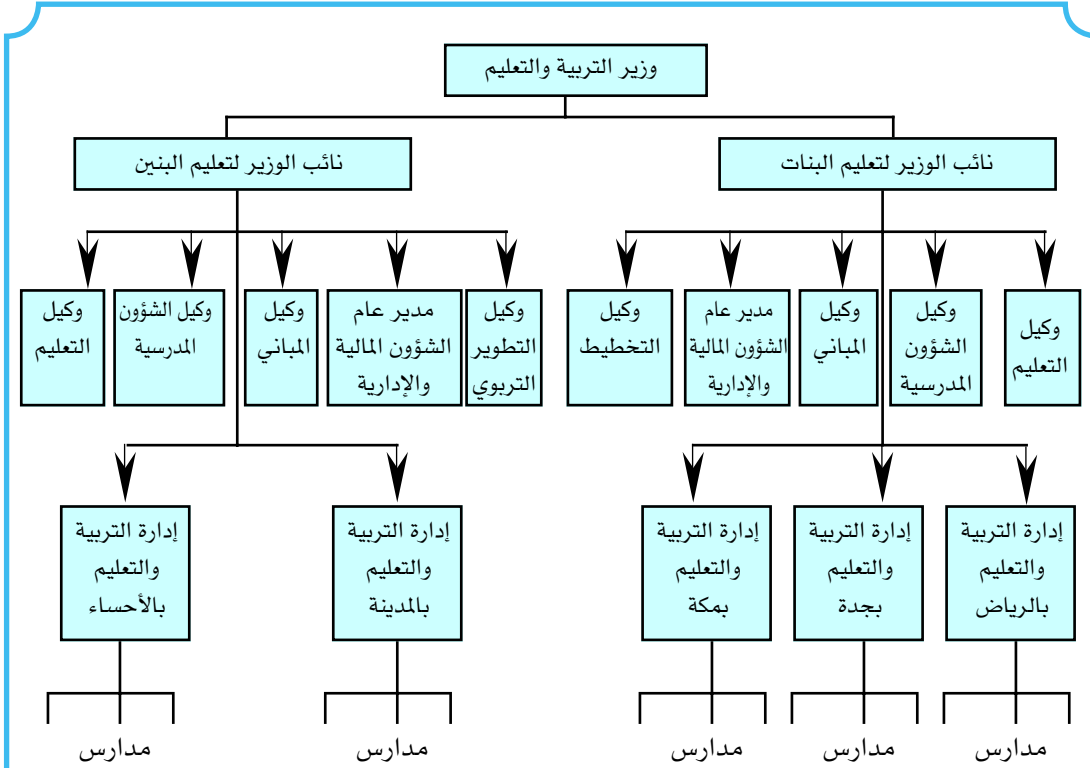 وزير التربية والتعليم
نائب الوزير لتعليم البنات
نائب الوزير لتعليم البنين
وكيل
التعليم
وكيل
الشؤون
المدرسية
وكيل
المباني
مدير عام
الشؤون المالية
والإدارية
وكيل
التخطيط
وكيل
التطوير
التربوي
مدير عام
الشؤون المالية
والإدارية
وكيل
المباني
وكيل الشؤون
المدرسية
وكيل
التعليم
إدارة التربية
والتعليم
بالرياض
إدارة التربية
والتعليم
بجدة
إدارة التربية
والتعليم
بمكة
إدارة التربية
والتعليم
بالمدينة
إدارة التربية
والتعليم
بالأحساء
مدارس
مدارس
مدارس
مدارس
مدارس